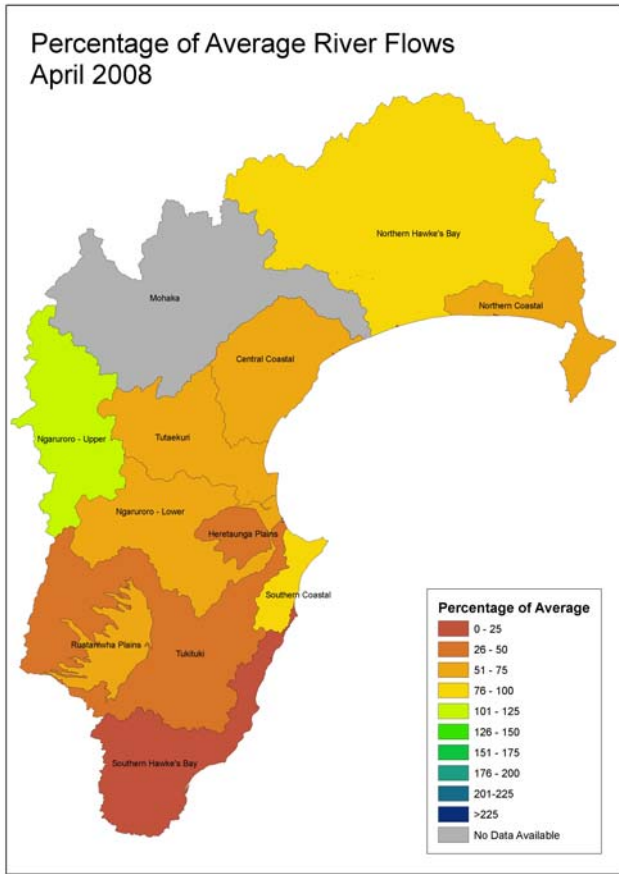 Percentage of Average River Flows
April 2008
Northern Hawke's Bay
Mohaka
Northern Coastal
Central Coastal
Ngaruroro - Upper
Tutaekuri
Ngaruroro - Lower
Heretaunga Plains
Southern Coastal
Ruataniwha Plains
Tukituki
Southern Hawke's Bay
Percentage of Average
0 - 25
26 - 50
51 - 75
76 - 100
101 - 125
126 - 150
151 - 175
176 - 200
201-225
>225
No Data Available